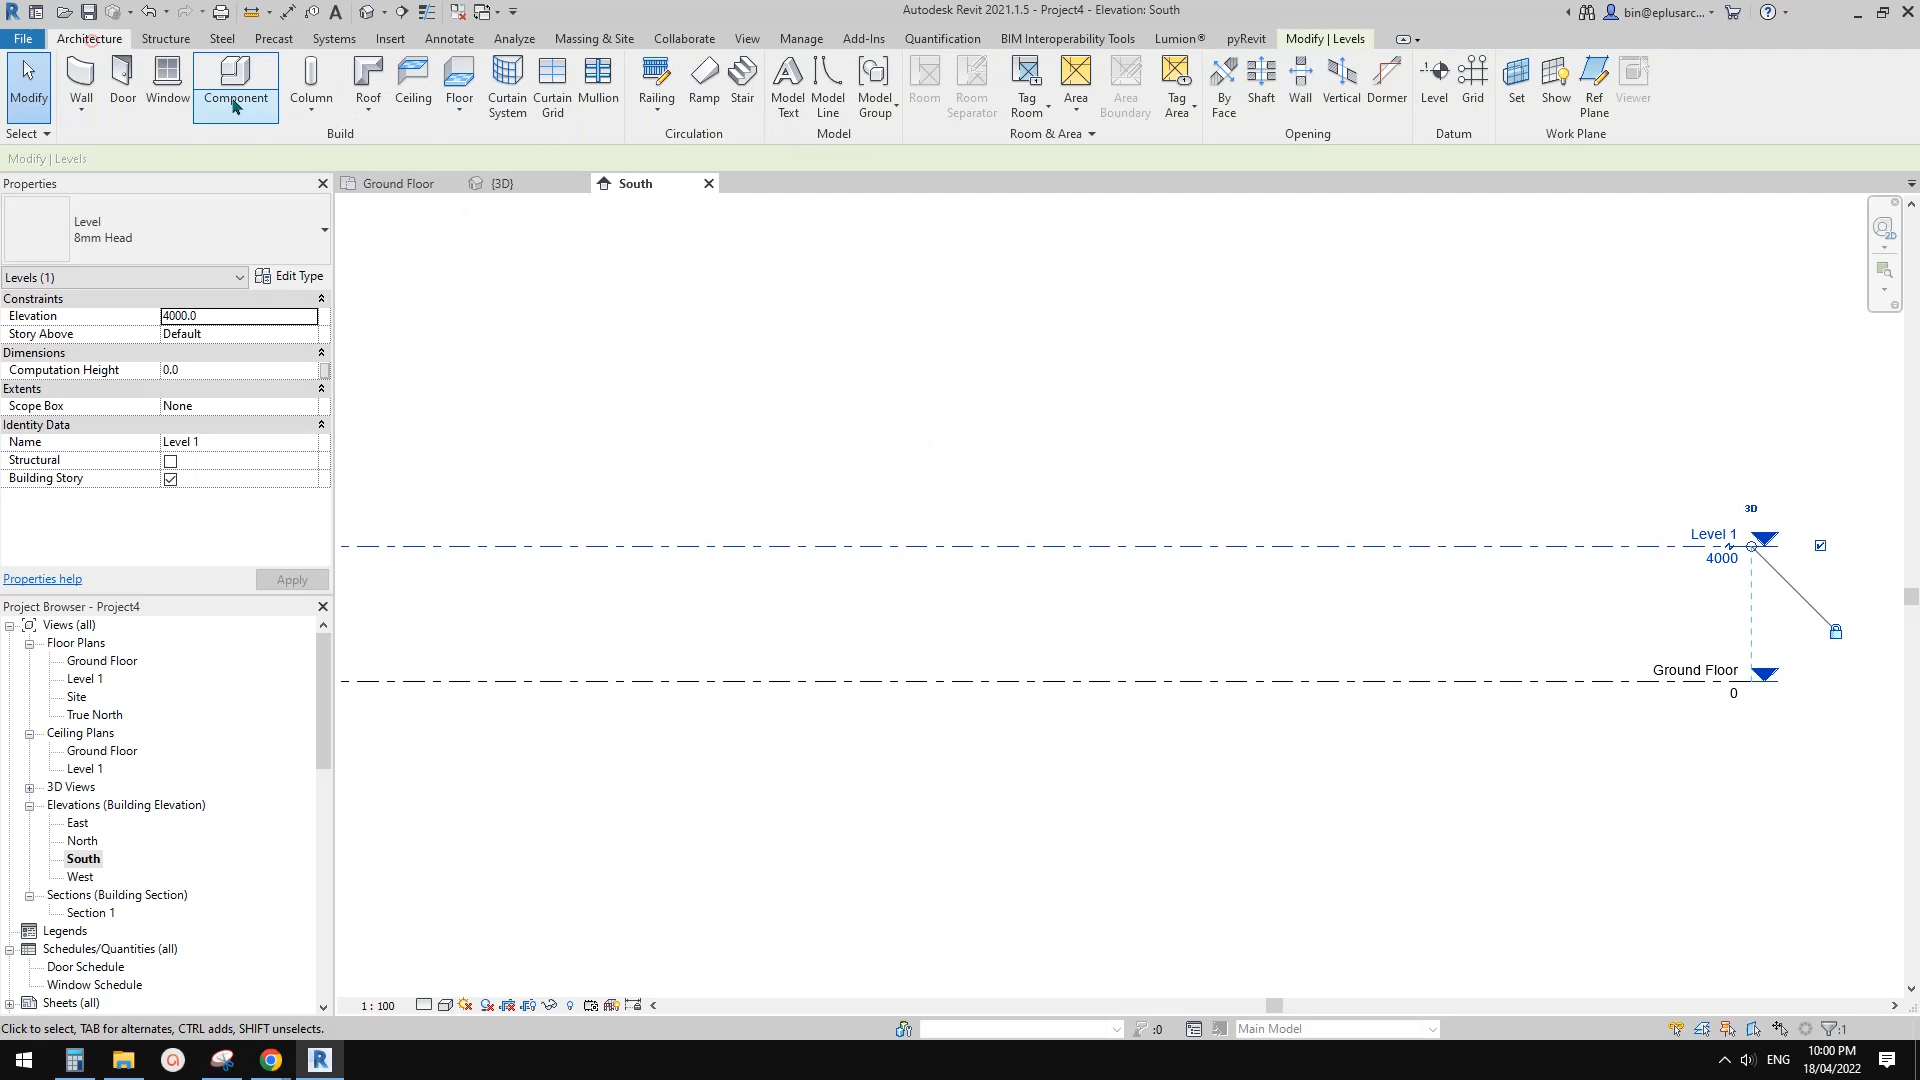 Autodesk Revit 2021.1.5 - Project4 - Elevation: South
bin@eplusarc...
File Architecture Structure Steel Precast Systems Insert Annotate Analyze Massing & Site Collaborate View Manage Add-Ins Quantification BIM Interoperability Tools Lumion® pyRevit Modify | Levels
Modify Wall Door Window Component Column Roof Ceiling Floor Curtain System Curtain Grid Mullion Railing Ramp Stair Model Text Model Line Model Group Room Room Separator Tag Room Area Area Boundary Tag Area By Face Shaft Wall Vertical Dormer Level Grid Set Show Ref Plane Viewer
Select Build Circulation Model Room & Area Opening Datum Work Plane
Modify | Levels
Properties
Ground Floor {3D} South
Level
8mm Head
Levels (1) Edit Type
Constraints
Elevation 4000.0
Story Above Default
Dimensions
Computation Height 0.0
Extents
Scope Box None
Identity Data
Name Level 1
Structural
Building Story
3D
Level 1
4000
Ground Floor
0
Properties help Apply
Project Browser - Project4
Views (all)
Floor Plans
Ground Floor
Level 1
Site
True North
Ceiling Plans
Ground Floor
Level 1
3D Views
Elevations (Building Elevation)
East
North
South
West
Sections (Building Section)
Section 1
Legends
Schedules/Quantities (all)
Door Schedule
Window Schedule
Sheets (all)
1 : 100
Click to select, TAB for alternates, CTRL adds, SHIFT unselects.
:0
Main Model
:1
ENG
10:00 PM
18/04/2022